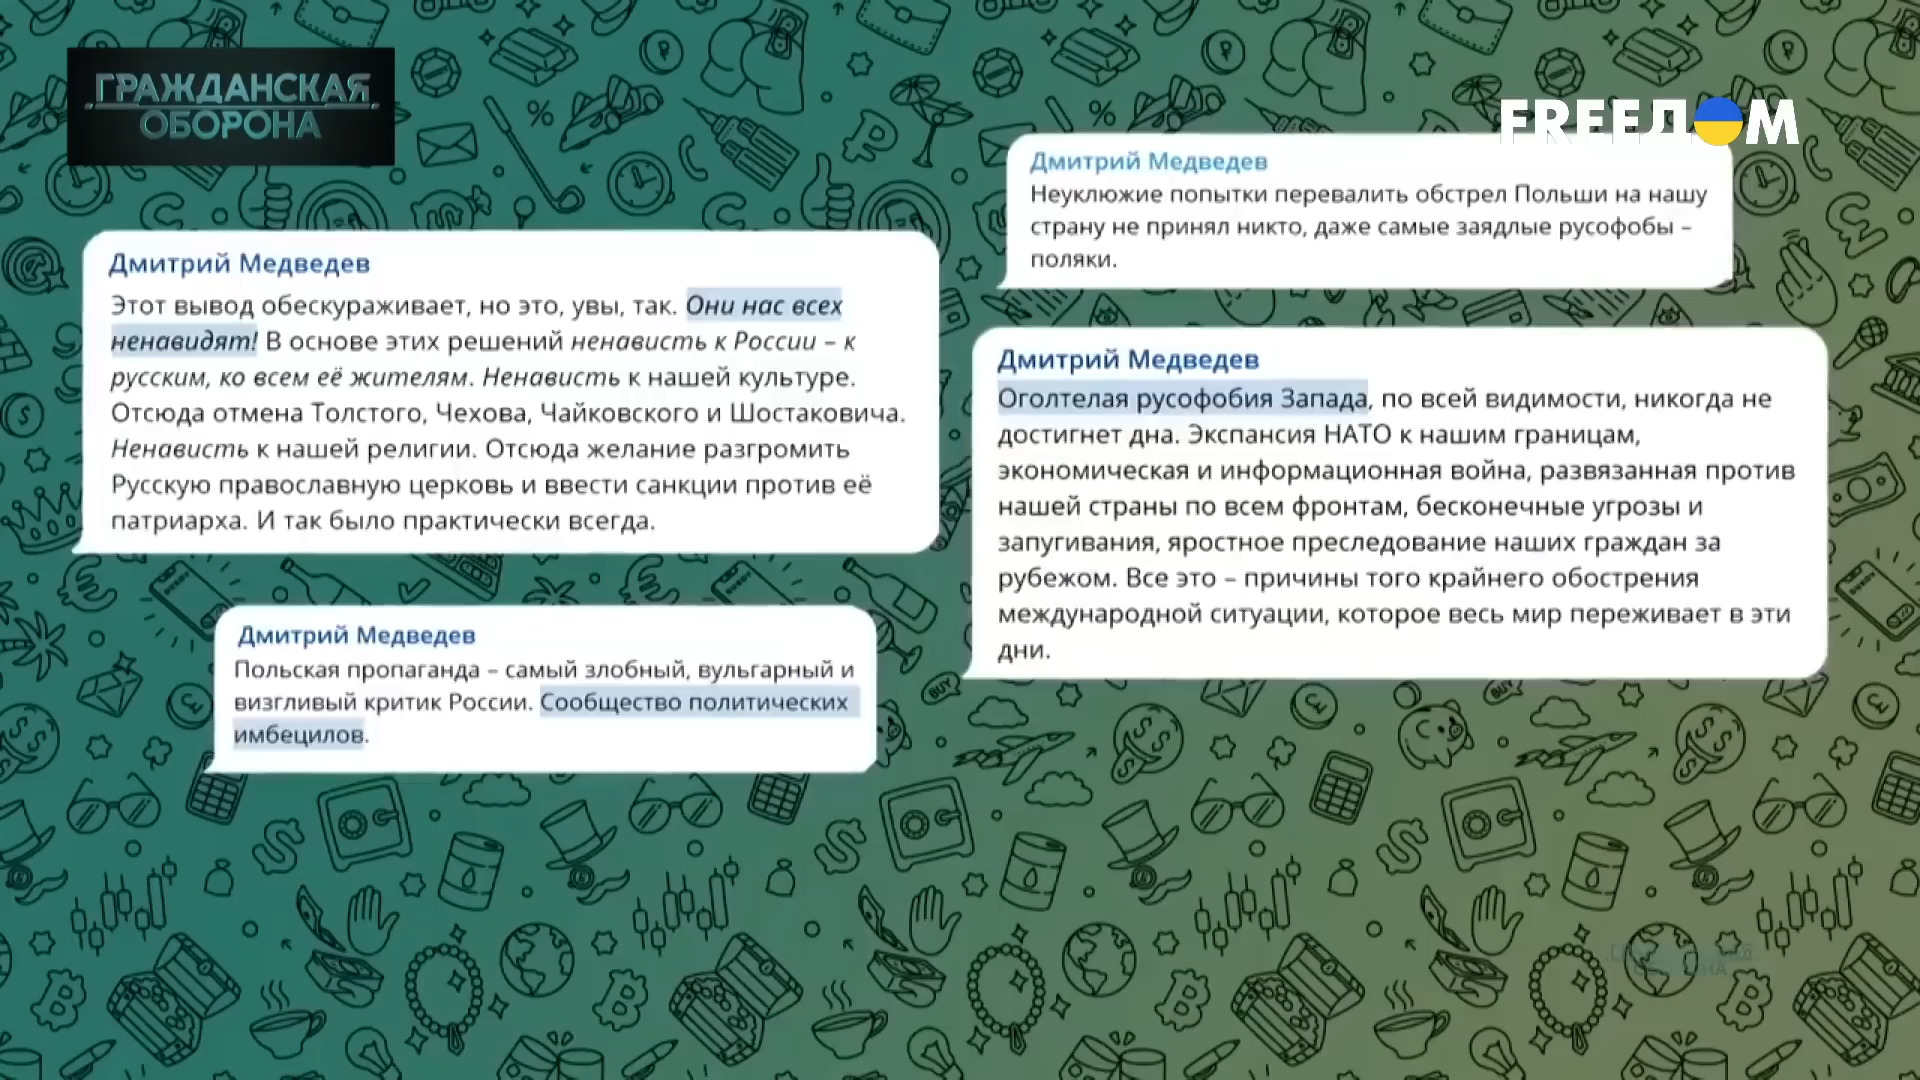 ГРАЖДАНСКАЯ
ОБОРОНА
FREEДOM
Дмитрий Медведев
Этот вывод обескураживает, но это, увы, так. Они нас всех
ненавидят! В основе этих решений ненависть к России – к
русским, ко всем её жителям. Ненависть к нашей культуре.
Отсюда отмена Толстого, Чехова, Чайковского и Шостаковича.
Ненависть к нашей религии. Отсюда желание разгромить
Русскую православную церковь и ввести санкции против её
патриарха. И так было практически всегда.
Дмитрий Медведев
Польская пропаганда – самый злобный, вульгарный и
визгливый критик России. Сообщество политических
имбецилов.
Дмитрий Медведев
Неуклюжие попытки перевалить обстрел Польши на нашу
страну не принял никто, даже самые заядлые русофобы –
поляки.
Дмитрий Медведев
Оголтелая русофобия Запада, по всей видимости, никогда не
достигнет дна. Экспансия НАТО к нашим границам,
экономическая и информационная война, развязанная против
нашей страны по всем фронтам, бесконечные угрозы и
запугивания, яростное преследование наших граждан за
рубежом. Все это – причины того крайнего обострения
международной ситуации, которое весь мир переживает в эти
дни.
BUY
BUY